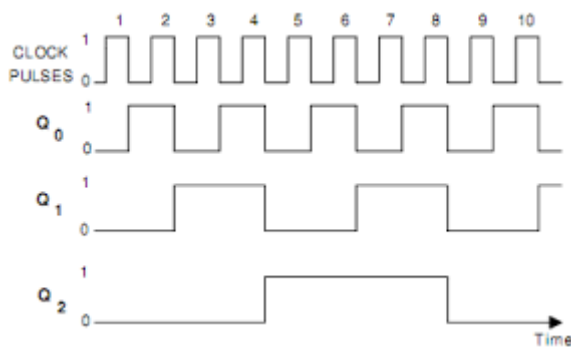 1 2 3 4 5 6 7 8 9 10
CLOCK PULSES 1 0
Q0 1 0
Q1 1 0
Q2 1 0
Time